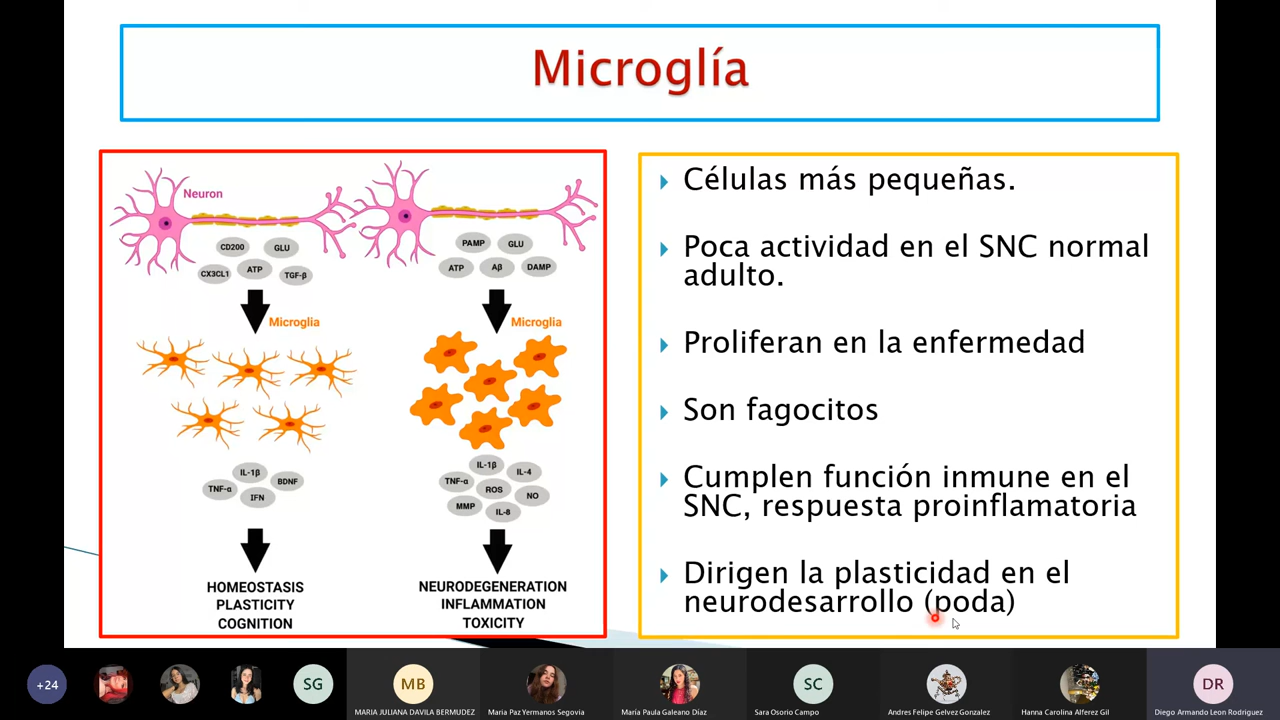 Microglía
Neuron
CD200
GLU
CX3CL1
ATP
TGF-β
PAMP
GLU
ATP
Aβ
DAMP
Microglia
Microglia
IL-1β
BDNF
TNF-α
IFN
IL-1β
IL-4
TNF-α
ROS
NO
MMP
IL-8
HOMEOSTASIS
PLASTICITY
COGNITION
NEURODEGENERATION
INFLAMMATION
TOXICITY
Células más pequeñas.
Poca actividad en el SNC normal
adulto.
Proliferan en la enfermedad
Son fagocitos
Cumplen función inmune en el
SNC, respuesta proinflamatoria
Dirigen la plasticidad en el
neurodesarrollo (poda)
+24
SG
MB
SC
DR
MARIA JULIANA DAVILA BERMUDEZ
Maria Paz Yermanos Segovia
María Paula Galeano Díaz
Sara Osorio Campo
Andres Felipe Gelvez Gonzalez
Hanna Carolina Alferez Gil
Diego Armando Leon Rodriguez